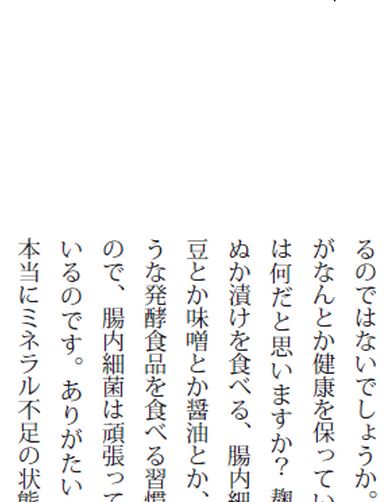 るのではないでしょうか。
がなんとか健康を保ってい
は何だと思いますか？　麹
ぬか漬けを食べる、腸内細
豆とか味噌とか醤油とか、
うな発酵食品を食べる習慣
ので、腸内細菌は頑張って
いるのです。ありがたい
本当にミネラル不足の状態